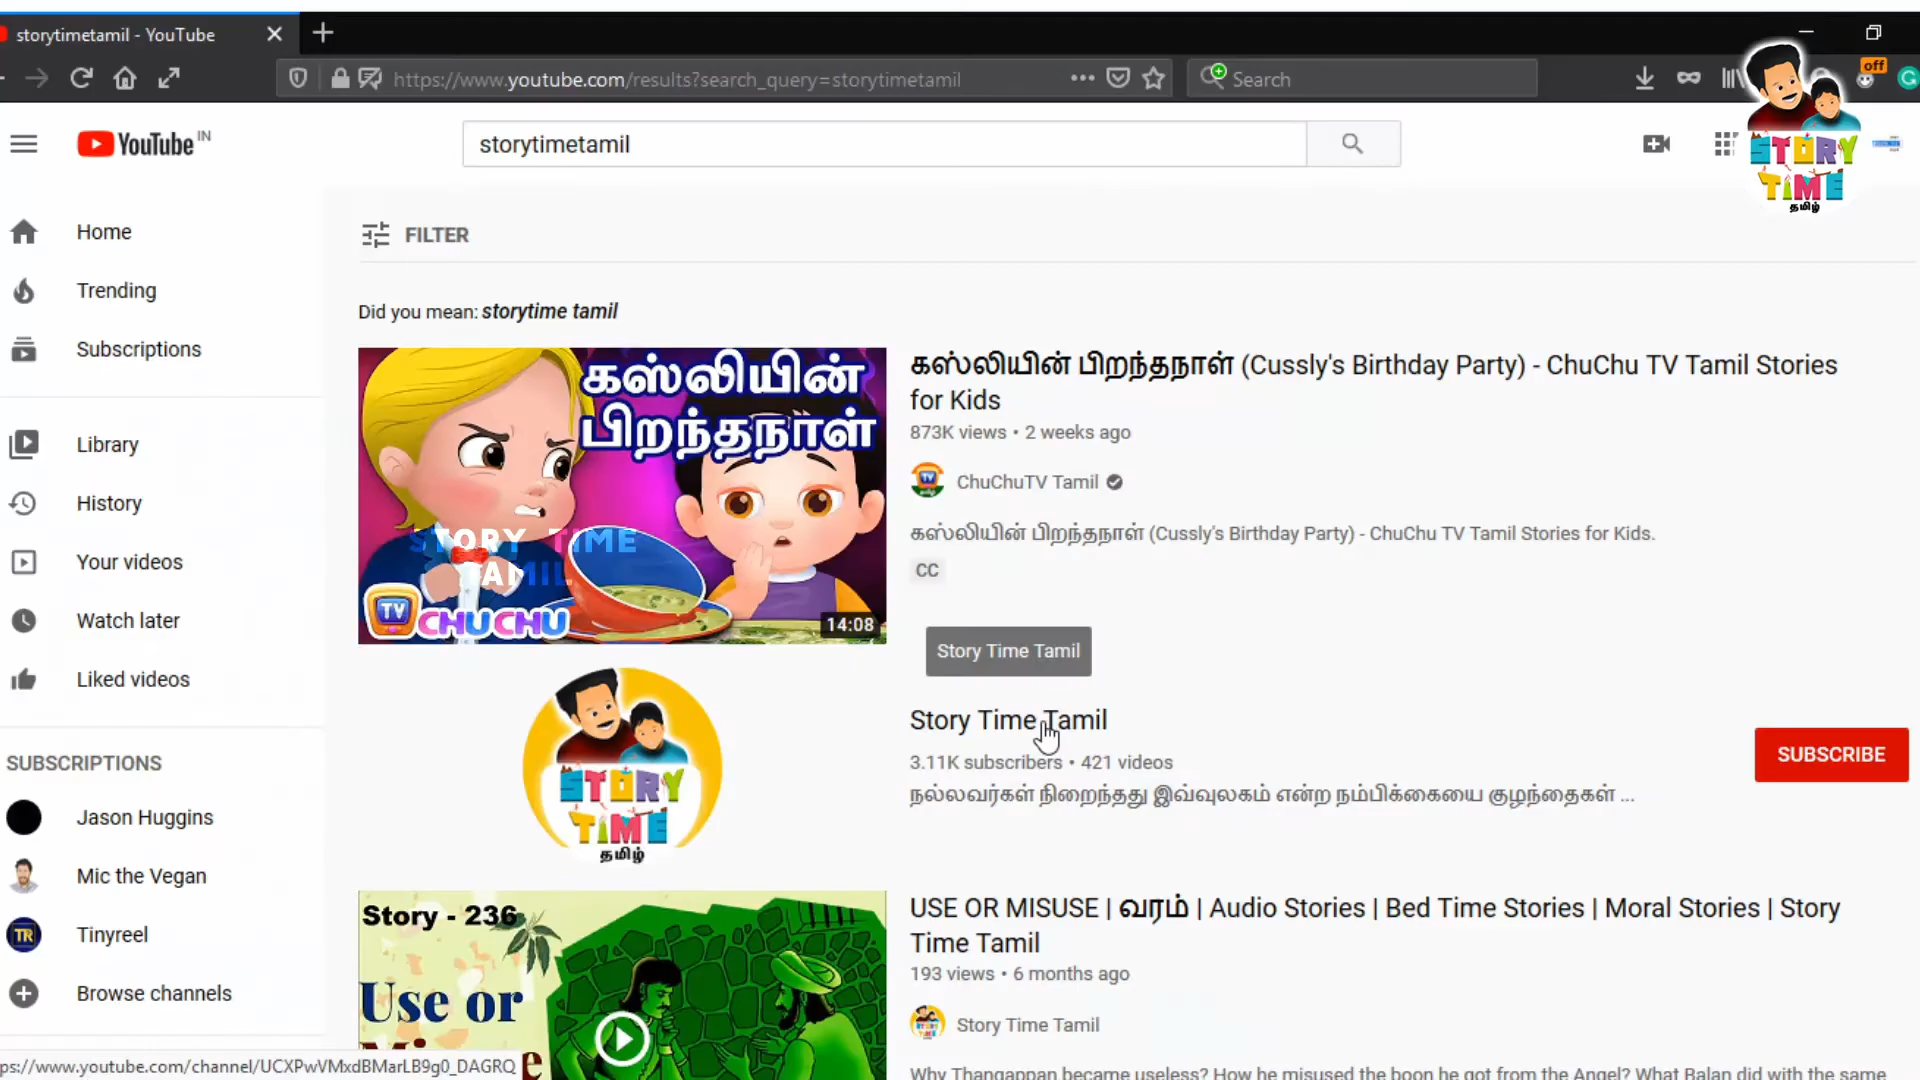 storytimetamil - YouTube
https://www.youtube.com/results?search_query=storytimetamil
Search
off
YouTube IN
storytimetamil
STORY
TIME
தமிழ்
Home
Trending
Subscriptions
Library
History
Your videos
Watch later
Liked videos
SUBSCRIPTIONS
Jason Huggins
Mic the Vegan
TR
Tinyreel
Browse channels
FILTER
Did you mean: storytime tamil
கஸ்லியின்
பிறந்தநாள்
STORY TIME
TAMIL
TV CHUCHU
14:08
கஸ்லியின் பிறந்தநாள் (Cussly's Birthday Party) - ChuChu TV Tamil Stories
for Kids
873K views • 2 weeks ago
ChuChuTV Tamil
கஸ்லியின் பிறந்தநாள் (Cussly's Birthday Party) - ChuChu TV Tamil Stories for Kids.
CC
Story Time Tamil
STORY
TIME
தமிழ்
Story Time Tamil
3.11K subscribers • 421 videos
நல்லவர்கள் நிறைந்தது இவ்வுலகம் என்ற நம்பிக்கையை குழந்தைகள் ...
SUBSCRIBE
Story - 236
Use or
USE OR MISUSE | வரம் | Audio Stories | Bed Time Stories | Moral Stories | Story
Time Tamil
193 views • 6 months ago
Story Time Tamil
Why Thangappan became useless? How he misused the boon he got from the Angel? What Balan did with the same
ps://www.youtube.com/channel/UCXPwVMxdBMarLB9g0_DAGRQ